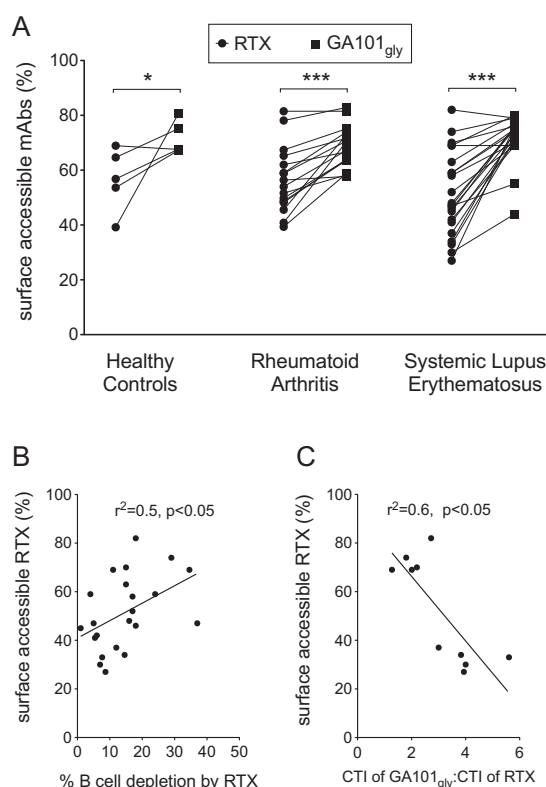 A
RTX GA101gly
* *** ***
surface accessible mAbs (%)
100
80
60
40
20
0
Healthy Controls
Rheumatoid Arthritis
Systemic Lupus Erythematosus
B
r²=0.5, p<0.05
surface accessible RTX (%)
100
80
60
40
20
0
0 10 20 30 40 50
% B cell depletion by RTX
C
r²=0.6, p<0.05
surface accessible RTX (%)
100
80
60
40
20
0
0 2 4 6
CTI of GA101gly:CTI of RTX